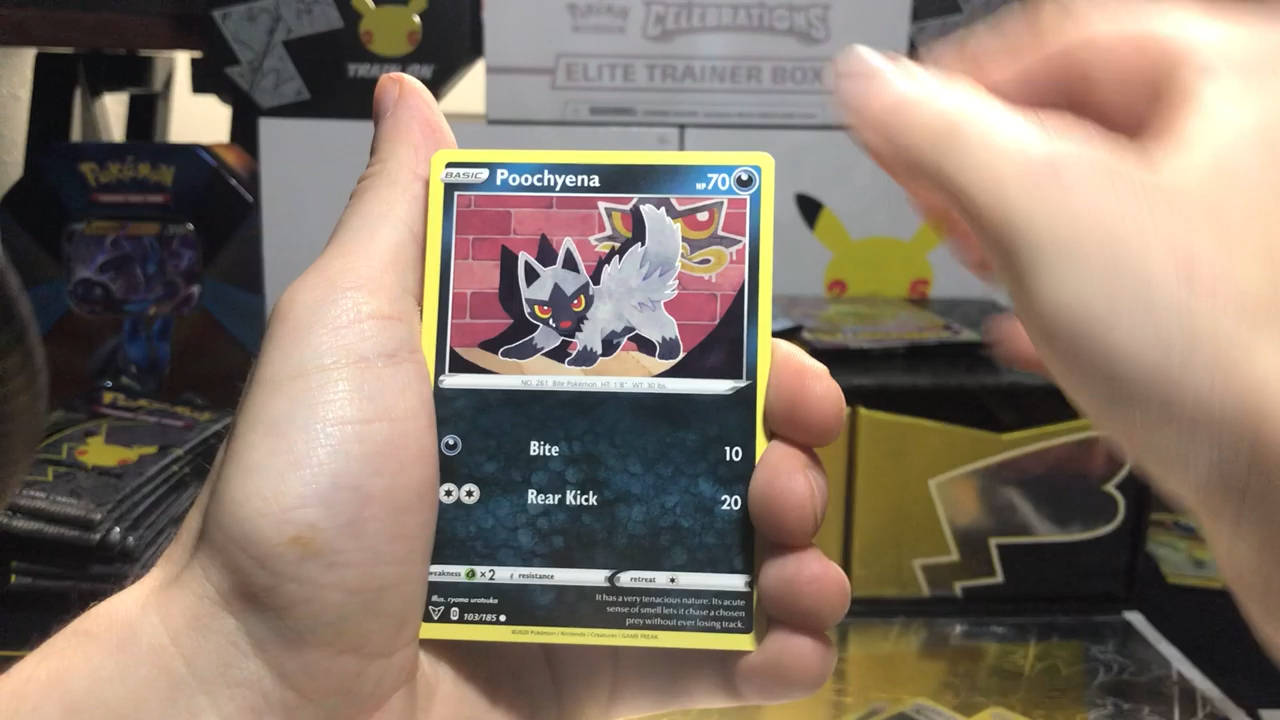 Pokémon
CELEBRATIONS
ELITE TRAINER BOX
TRAIN ON
Pokémon
BASIC Poochyena HP 70
NO. 261 Bite Pokémon HT: 1'8" WT: 30 lbs.
Bite 10
Rear Kick 20
weakness ×2 resistance retreat
Illus. ryoma uratsuka
103/185
It has a very tenacious nature. Its acute
sense of smell lets it chase a chosen
prey without ever losing track.
©2020 Pokémon / Nintendo / Creatures / GAME FREAK